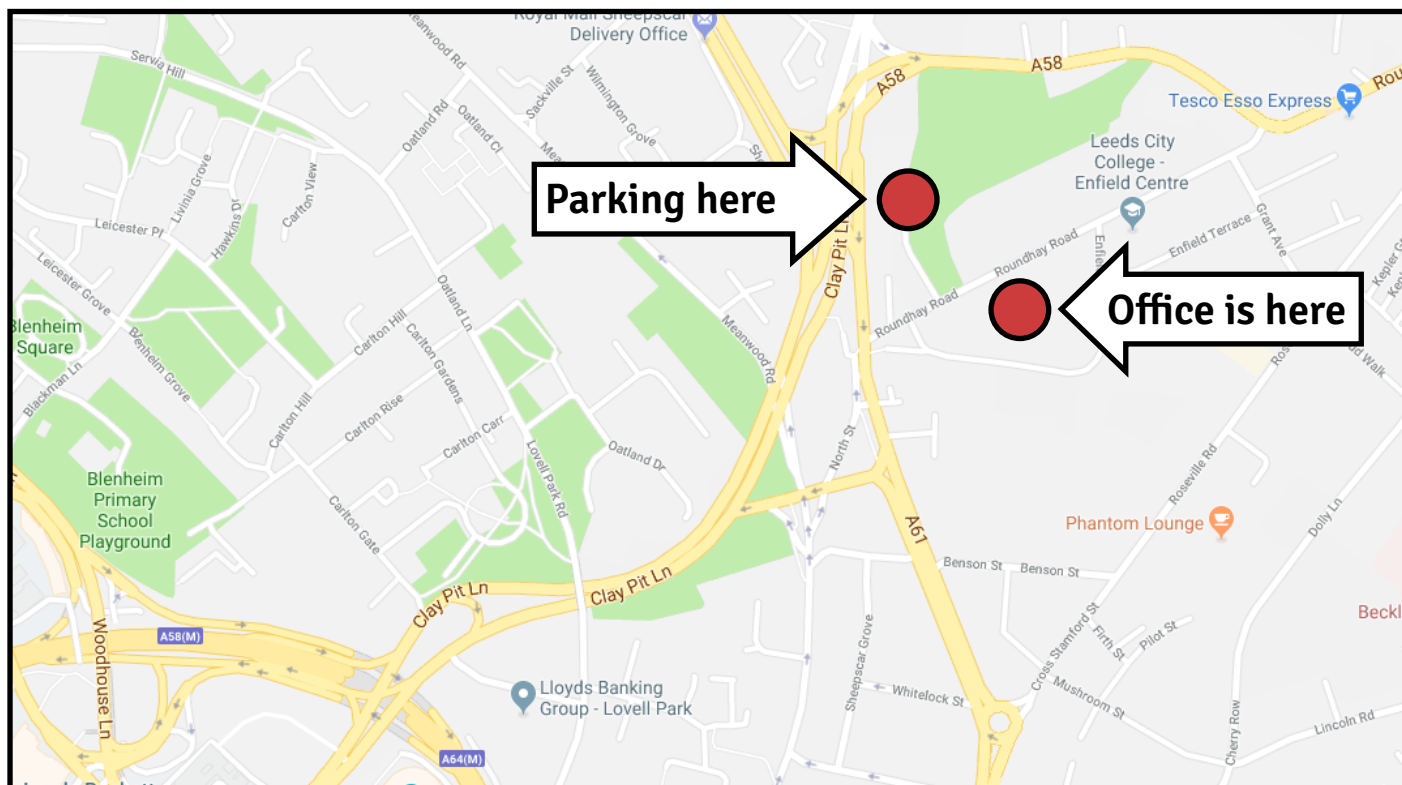 Royal Mail Sheepscar
Delivery Office
Meanwood Rd
Servia Hill
Sackville St
Wilmington Grove
A58
A58
Tesco Esso Express
Oatland Rd
Oatland Cl
Leeds City
College -
Enfield Centre
Parking here
Livinia Grove
Carlton View
Hawkins Dr
Leicester Pl
Leicester Grove
Clay Pit Ln
Grant Ave
Enfield Terrace
Roundhay Road
Roundhay Road
Office is here
Oatland Ln
Blenheim
Square
Blenheim Grove
Carlton Hill
Carlton Gardens
Meanwood Rd
Blackman Ln
Carlton Hill
Carlton Rise
Carlton Carr
Oatland Dr
North St
Lovell Park Rd
Roseville Rd
Blenheim
Primary
School
Playground
Carlton Gate
A61
Phantom Lounge
Dolly Ln
Benson St
Benson St
Clay Pit Ln
Clay Pit Ln
A58(M)
Woodhouse Ln
Sheepscar Grove
Cross Stamford St
Firth St
Pilot St
Lloyds Banking
Group - Lovell Park
Whitelock St
Mushroom St
Lincoln Rd
Cherry Row
A64(M)